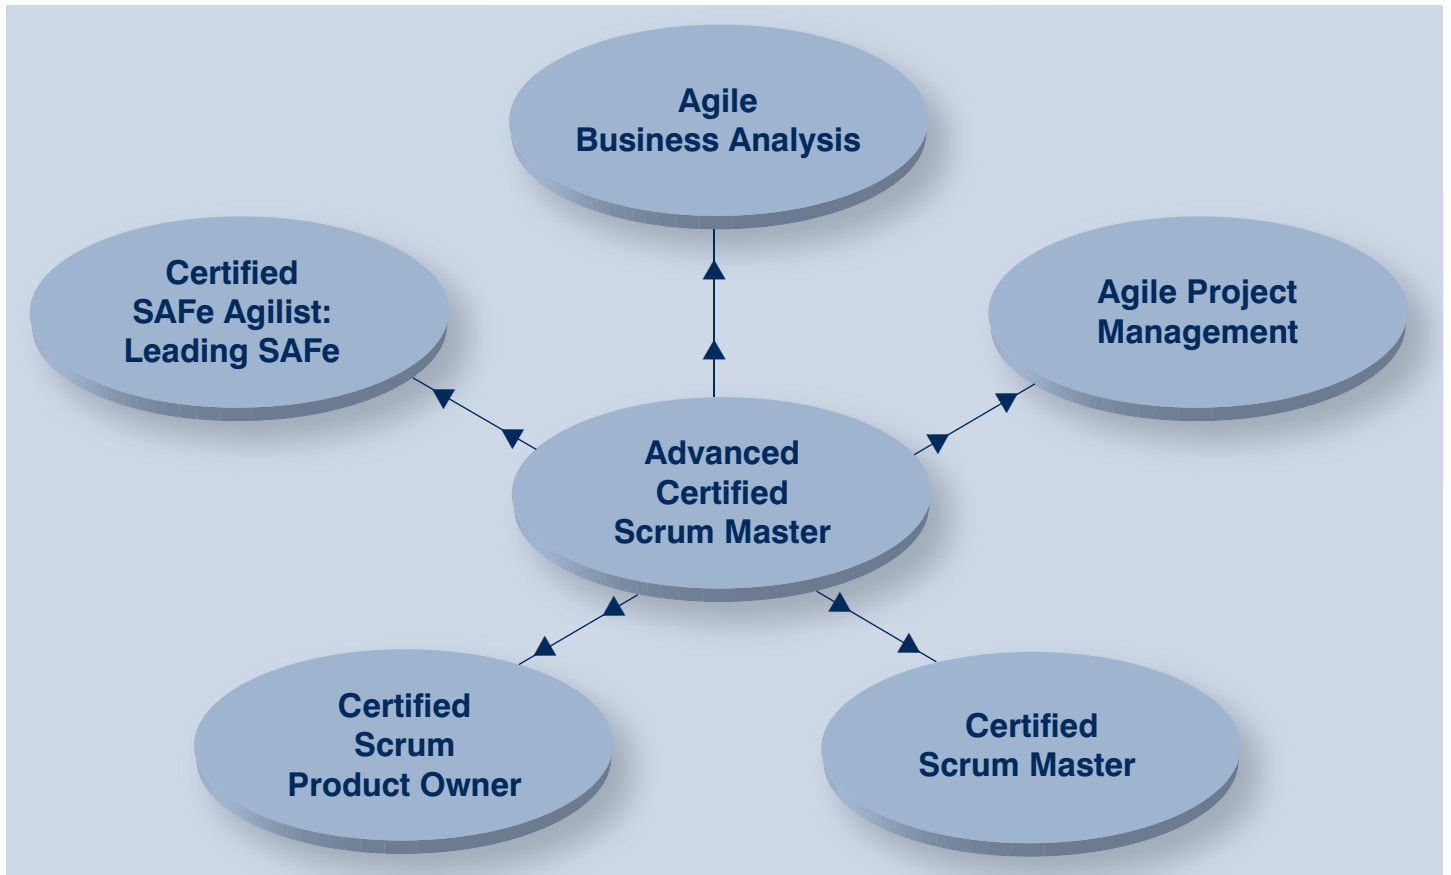 Agile
Business Analysis
Certified
SAFe Agilist:
Leading SAFe
Agile Project
Management
Advanced
Certified
Scrum Master
Certified
Scrum
Product Owner
Certified
Scrum Master